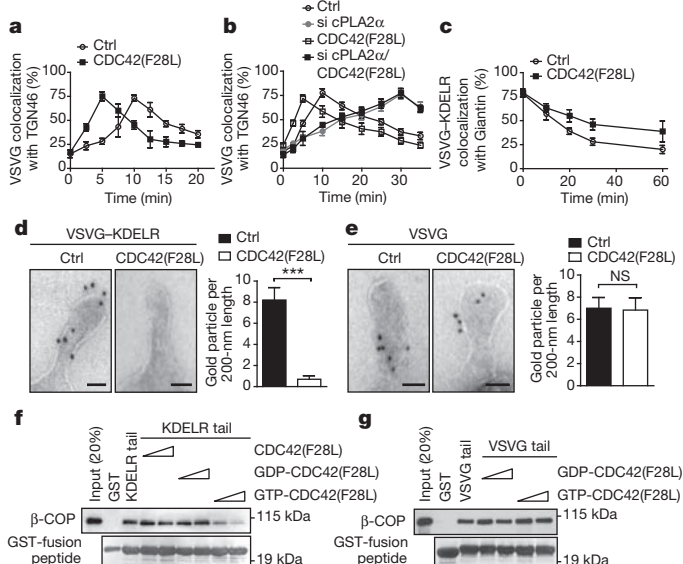 a
Ctrl
CDC42(F28L)
VSVG colocalization
with TGN46 (%)
100
75
50
25
0
0 5 10 15 20
Time (min)
b
Ctrl
si cPLA2α
CDC42(F28L)
si cPLA2α/
CDC42(F28L)
VSVG colocalization
with TGN46 (%)
100
75
50
25
0
0 10 20 30
Time (min)
c
Ctrl
CDC42(F28L)
VSVG–KDELR
colocalization
with Giantin (%)
100
75
50
25
0
0 20 40 60
Time (min)
d
VSVG–KDELR
Ctrl CDC42(F28L)
Ctrl
CDC42(F28L)
Gold particle per
200-nm length
10
8
6
4
2
0
***
e
VSVG
Ctrl CDC42(F28L)
Ctrl
CDC42(F28L)
Gold particle per
200-nm length
10
8
6
4
2
0
NS
f
Input (20%)
GST
KDELR tail
KDELR tail
CDC42(F28L)
GDP-CDC42(F28L)
GTP-CDC42(F28L)
β-COP
115 kDa
GST-fusion
peptide
19 kDa
g
Input (20%)
GST
VSVG tail
VSVG tail
GDP-CDC42(F28L)
GTP-CDC42(F28L)
β-COP
115 kDa
GST-fusion
peptide
19 kDa